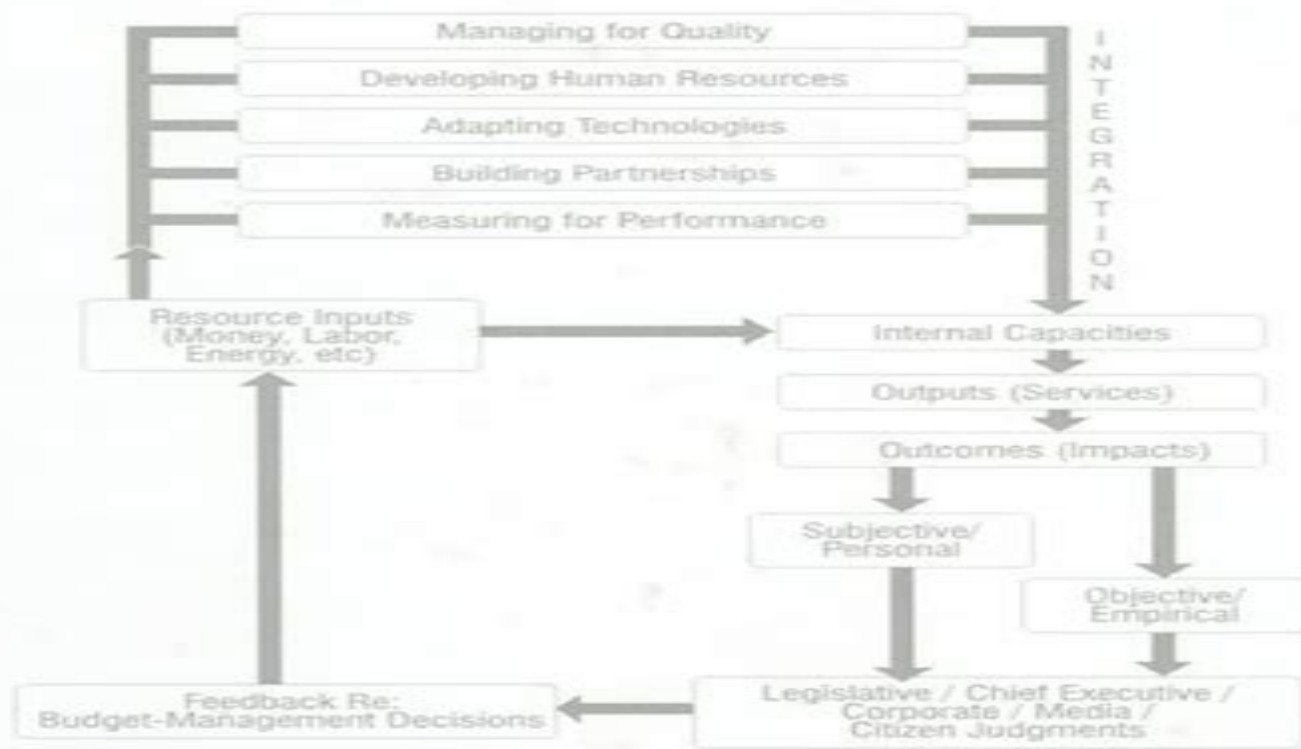 Managing for Quality
Developing Human Resources
Adapting Technologies
Building Partnerships
Measuring for Performance
INTEGRATION
Resource Inputs
(Money, Labor,
Energy, etc)
Internal Capacities
Outputs (Services)
Outcomes (Impacts)
Subjective/
Personal
Objective/
Empirical
Legislative / Chief Executive /
Corporate / Media /
Citizen Judgments
Feedback Re:
Budget-Management Decisions